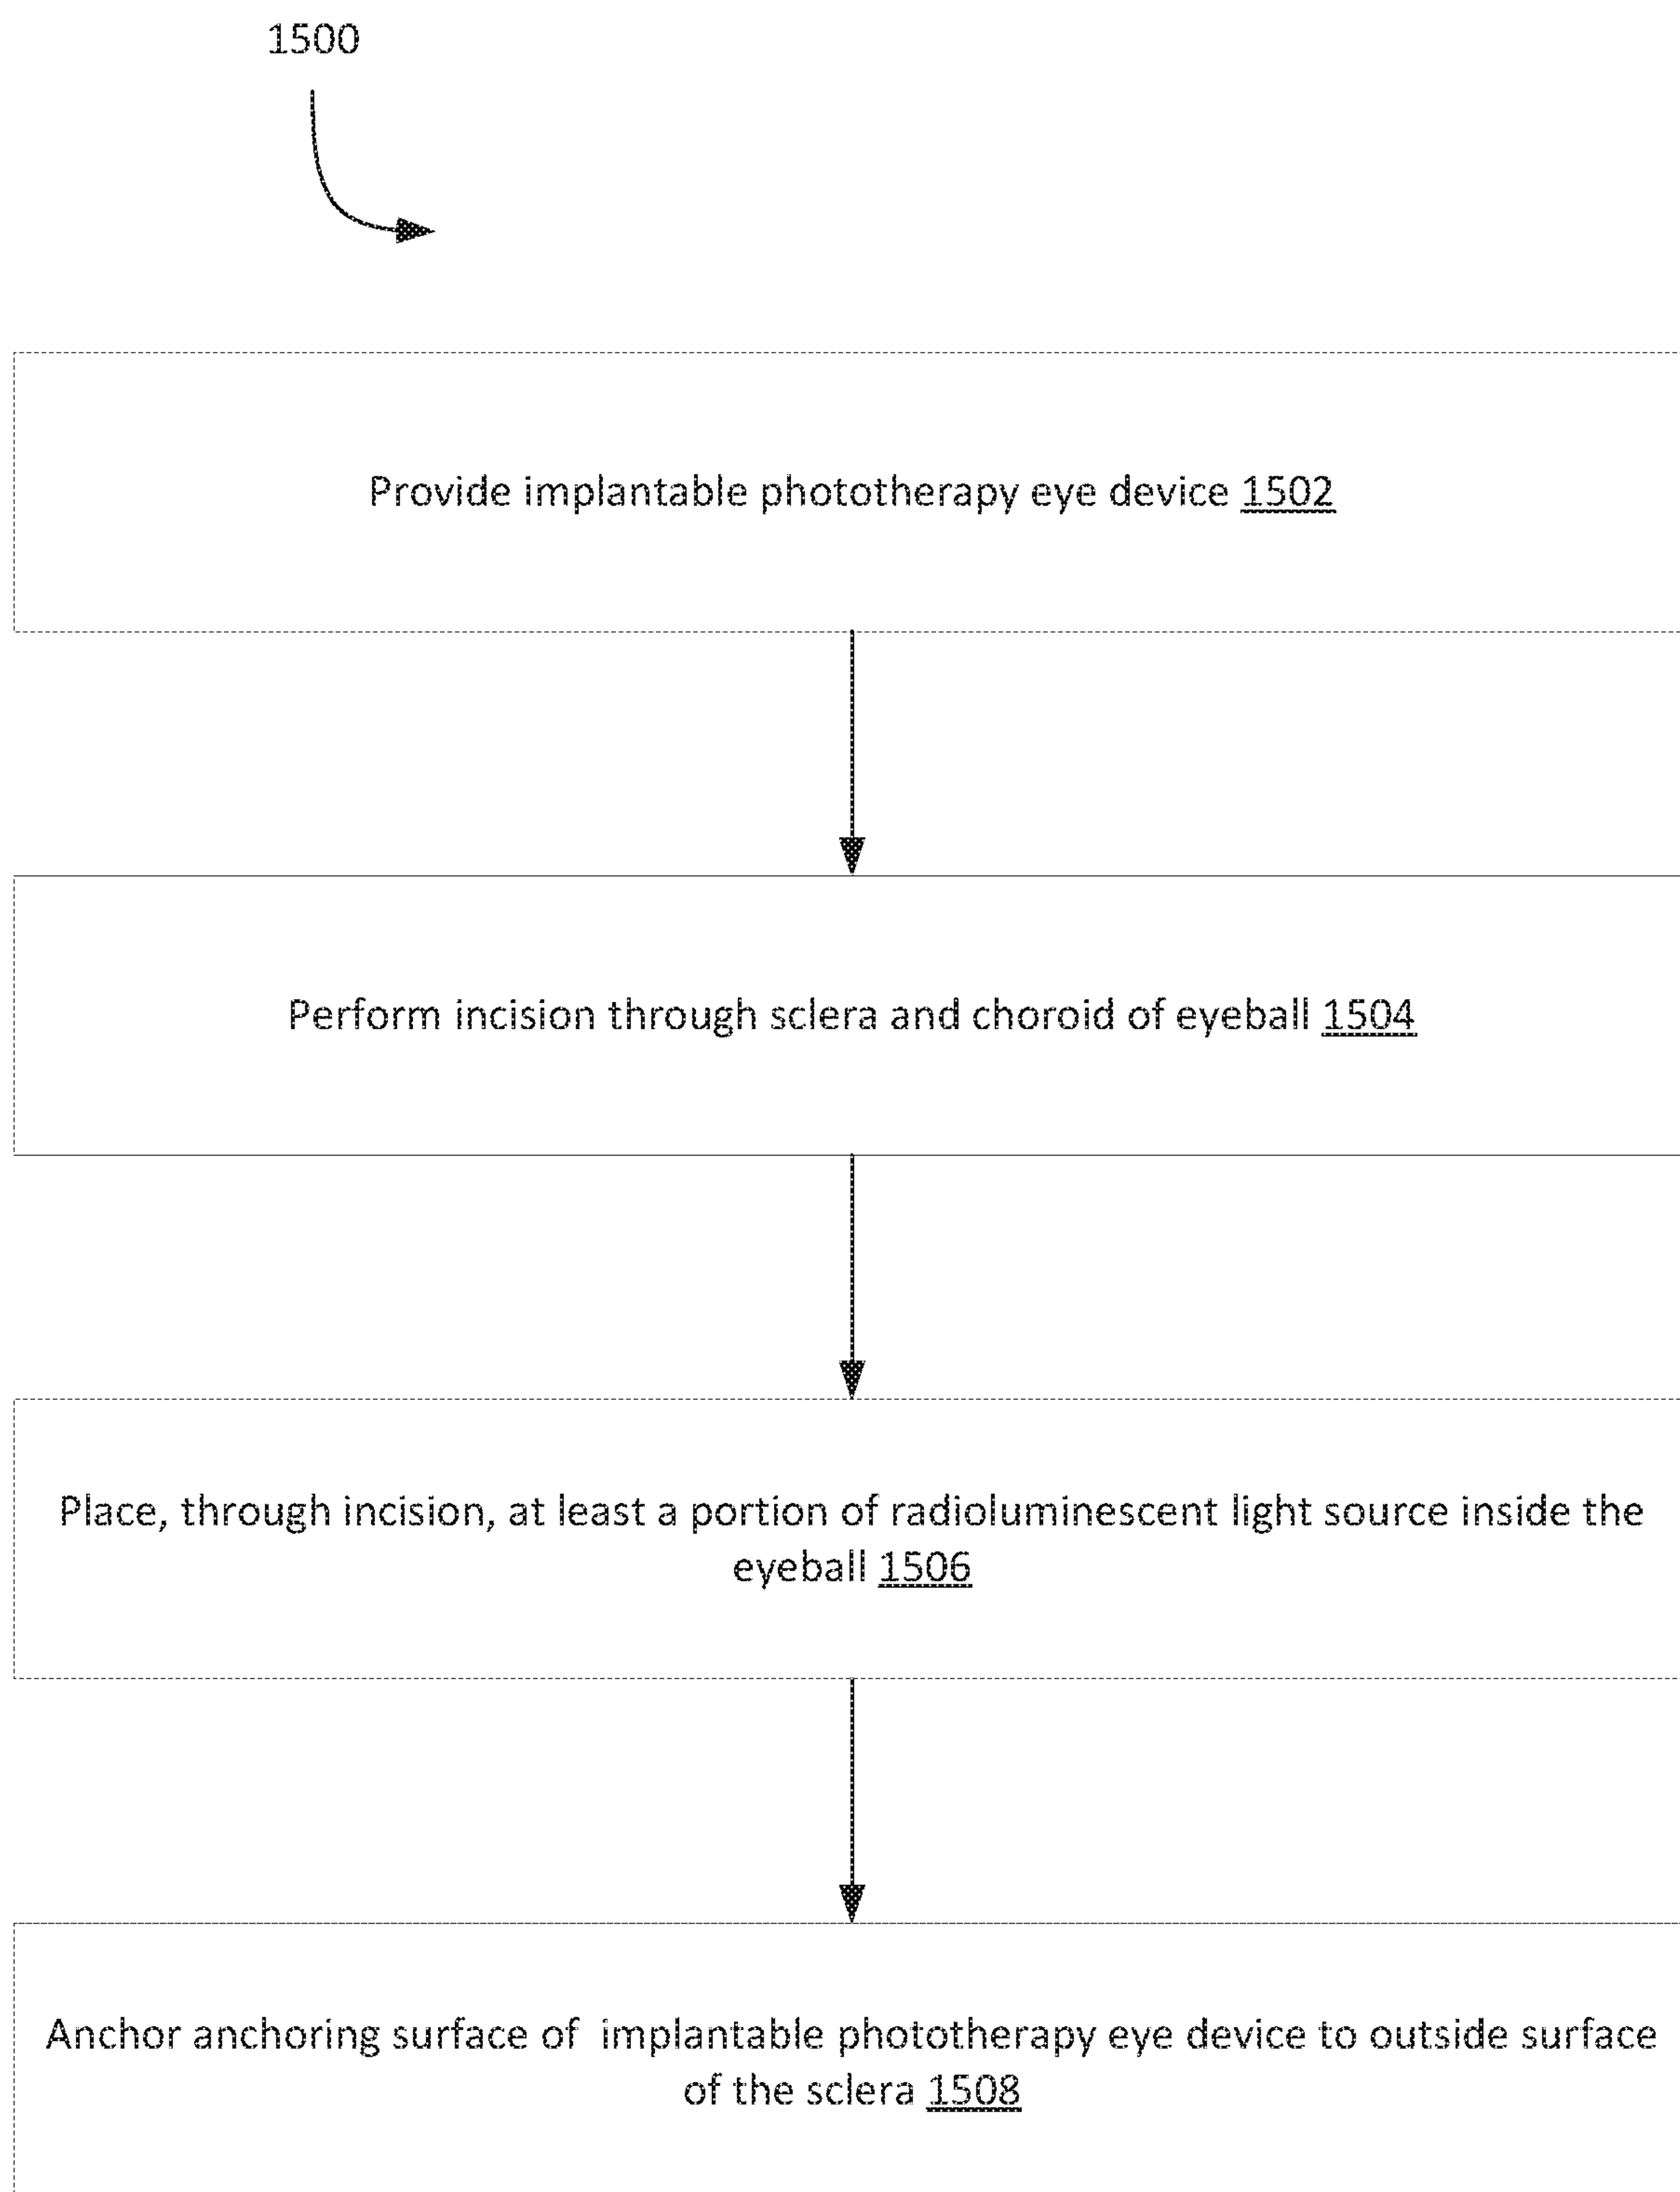 1500
Provide implantable phototherapy eye device 1502
Perform incision through sclera and choroid of eyeball 1504
Place, through incision, at least a portion of radioluminescent light source inside the
eyeball 1506
Anchor anchoring surface of implantable phototherapy eye device to outside surface
of the sclera 1508